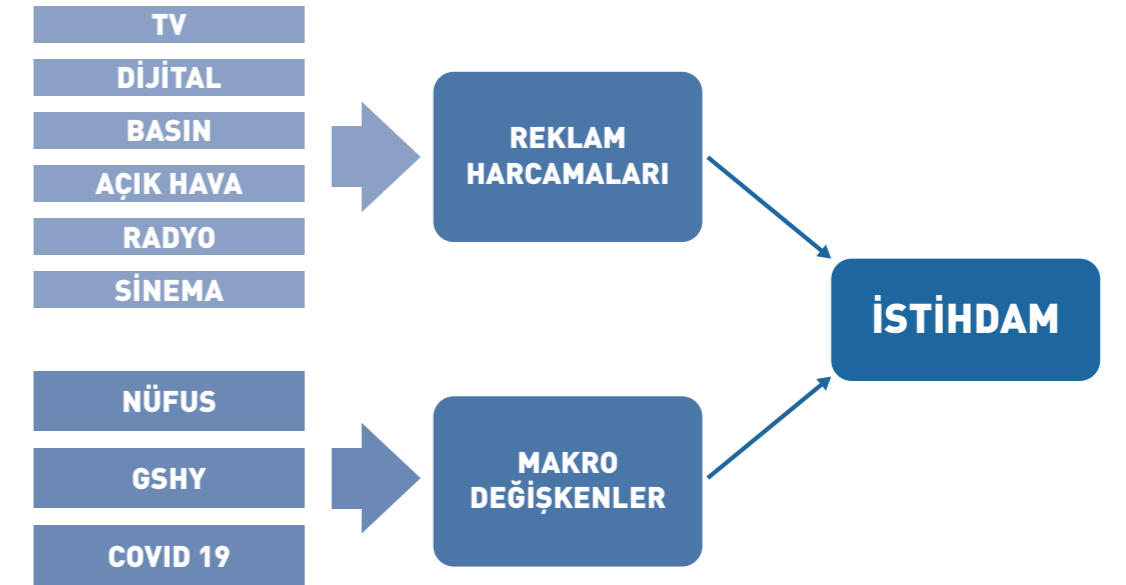 TV
DİJİTAL
BASIN
AÇIK HAVA
RADYO
SİNEMA
REKLAM
HARCAMALARI
İSTİHDAM
NÜFUS
GSHY
COVID 19
MAKRO
DEĞİŞKENLER